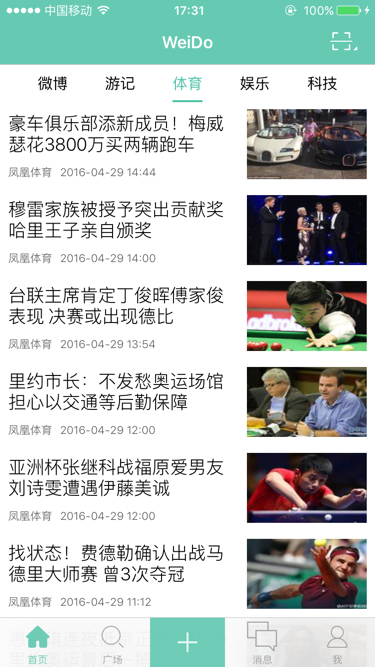 中国移动 17:31 100%
WeiDo
微博 游记 体育 娱乐 科技
豪车俱乐部添新成员！梅威
瑟花3800万买两辆跑车
凤凰体育 2016-04-29 14:44
穆雷家族被授予突出贡献奖
哈里王子亲自颁奖
凤凰体育 2016-04-29 14:00
台联主席肯定丁俊晖傅家俊
表现 决赛或出现德比
凤凰体育 2016-04-29 13:54
里约市长：不发愁奥运场馆
担心以交通等后勤保障
凤凰体育 2016-04-29 12:00
亚洲杯张继科战福原爱男友
刘诗雯遭遇伊藤美诚
凤凰体育 2016-04-29 12:00
找状态！费德勒确认出战马
德里大师赛 曾3次夺冠
凤凰体育 2016-04-29 11:12
首页 广场 消息 我